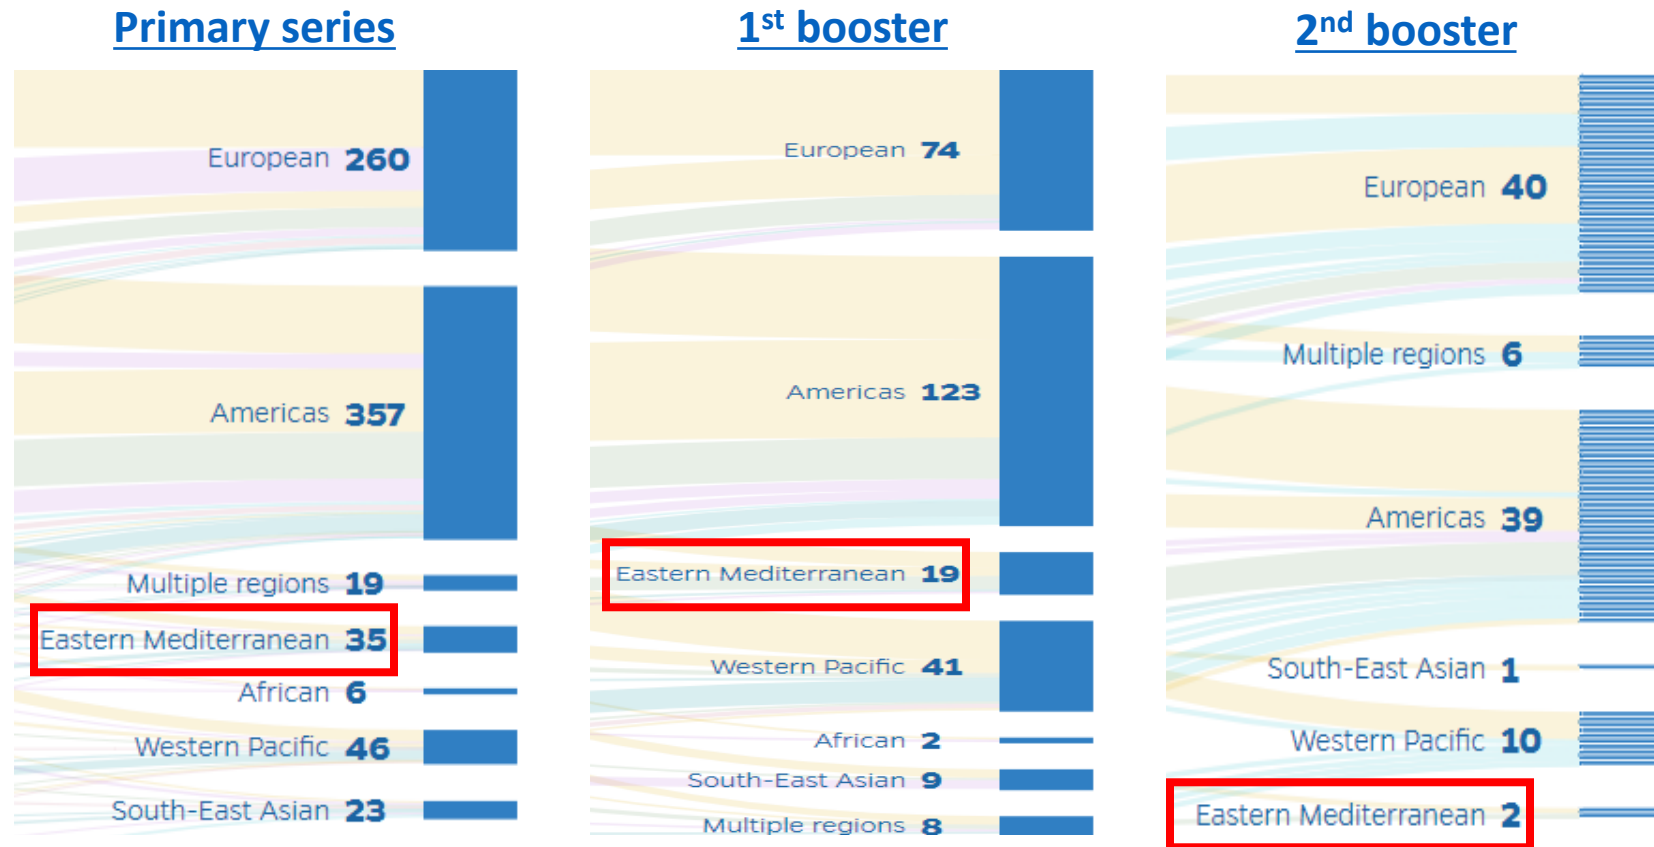 Primary series
European 260
Americas 357
Multiple regions 19
Eastern Mediterranean 35
African 6
Western Pacific 46
South-East Asian 23
1st booster
European 74
Americas 123
Eastern Mediterranean 19
Western Pacific 41
African 2
South-East Asian 9
Multiple regions 8
2nd booster
European 40
Multiple regions 6
Americas 39
South-East Asian 1
Western Pacific 10
Eastern Mediterranean 2